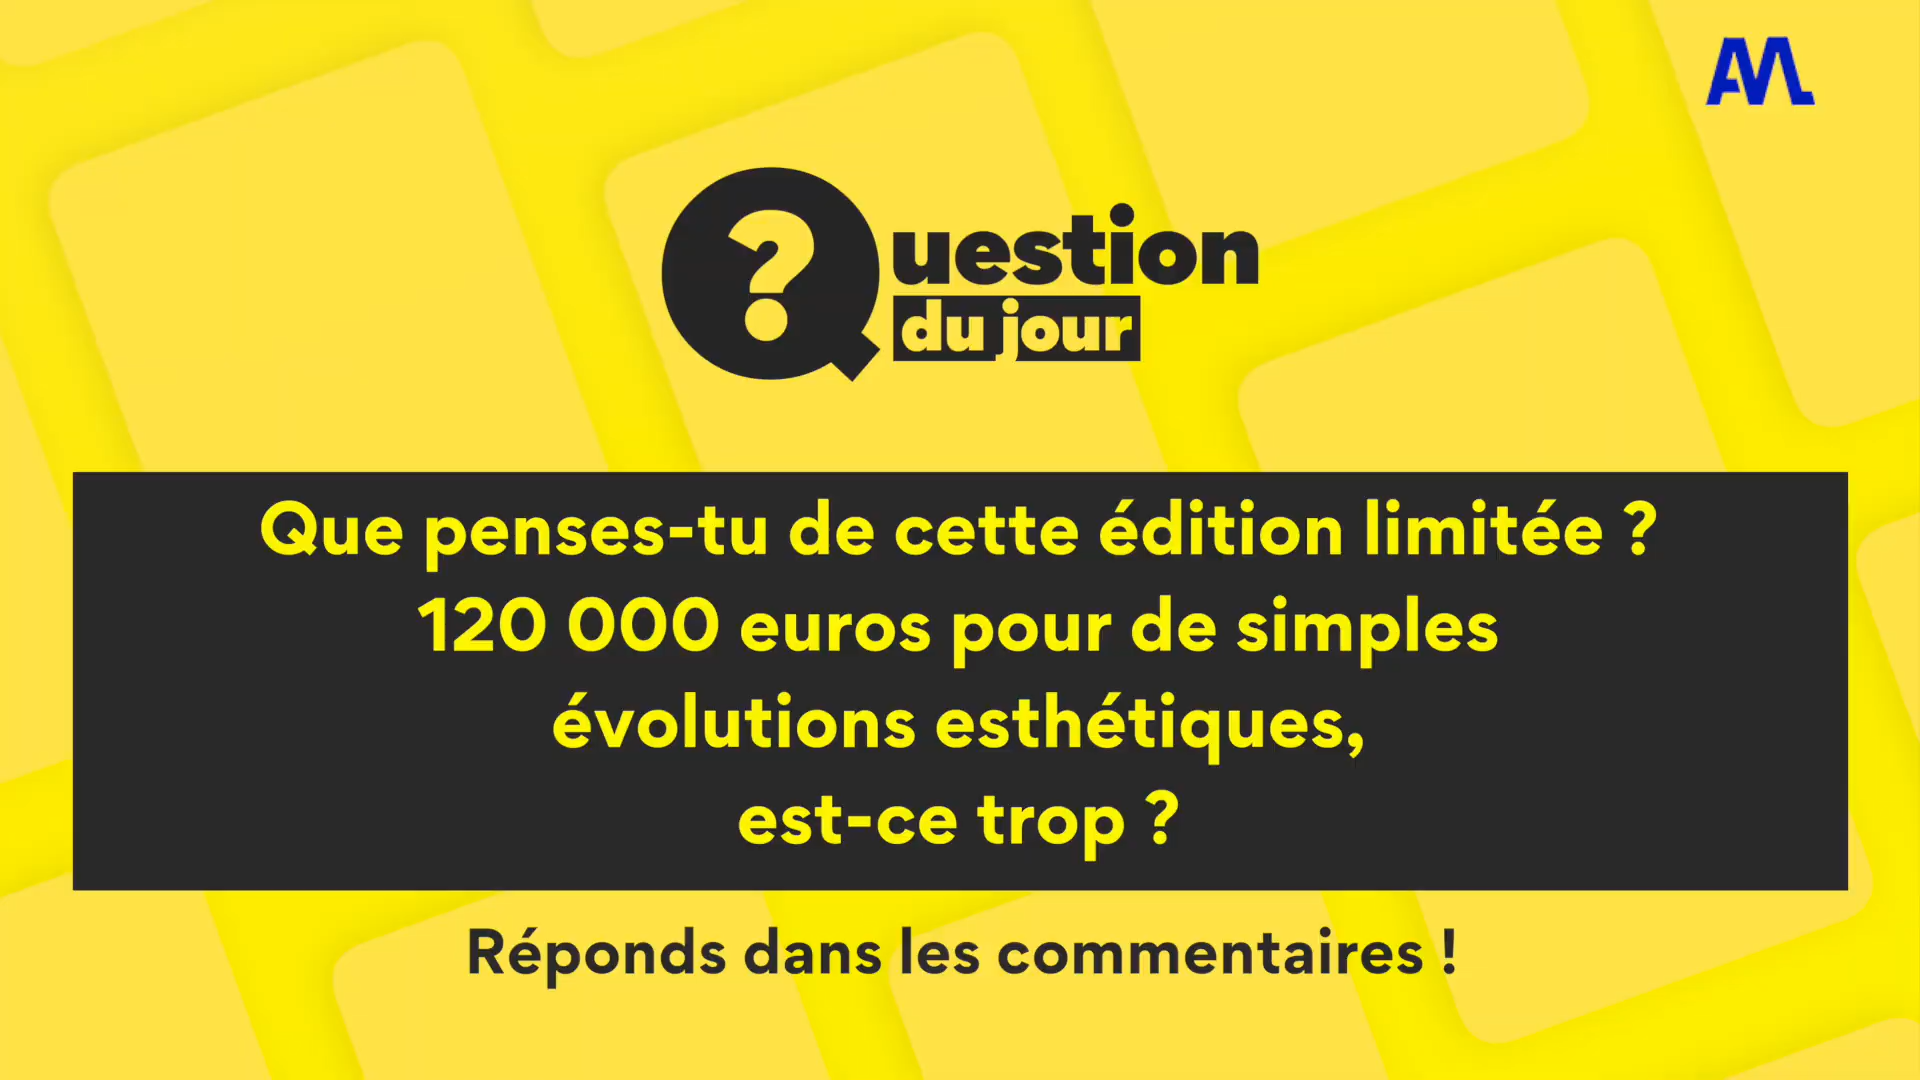 AML
Question
du jour
Que penses-tu de cette édition limitée ?
120 000 euros pour de simples
évolutions esthétiques,
est-ce trop ?
Réponds dans les commentaires !